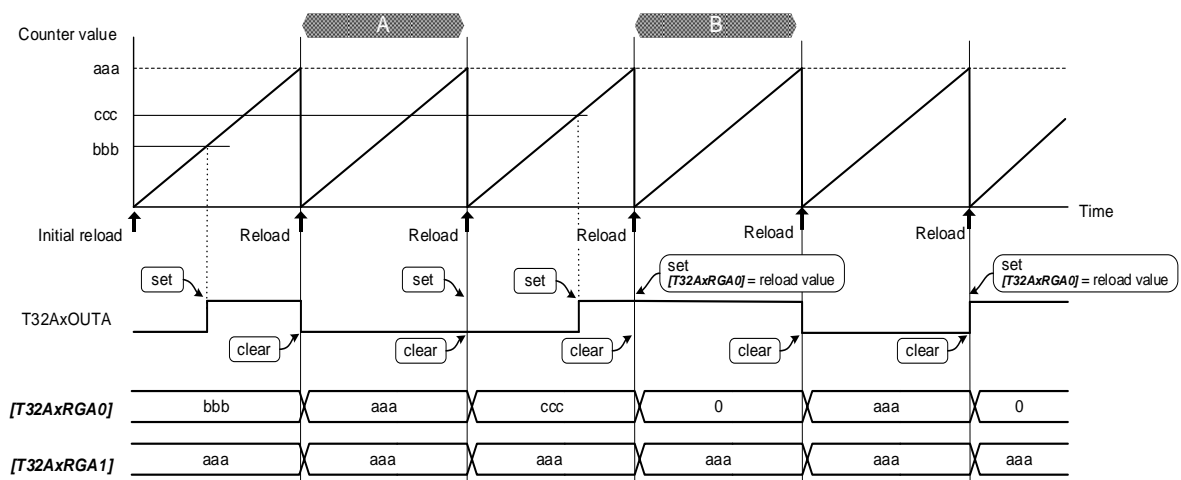 A B
Counter value
aaa
ccc
bbb
Time
Initial reload Reload Reload Reload Reload Reload
set set set set set
[T32AxRGA0] = reload value [T32AxRGA0] = reload value
T32AxOUTA
clear clear clear clear clear
[T32AxRGA0] bbb aaa ccc 0 aaa 0
[T32AxRGA1] aaa aaa aaa aaa aaa aaa